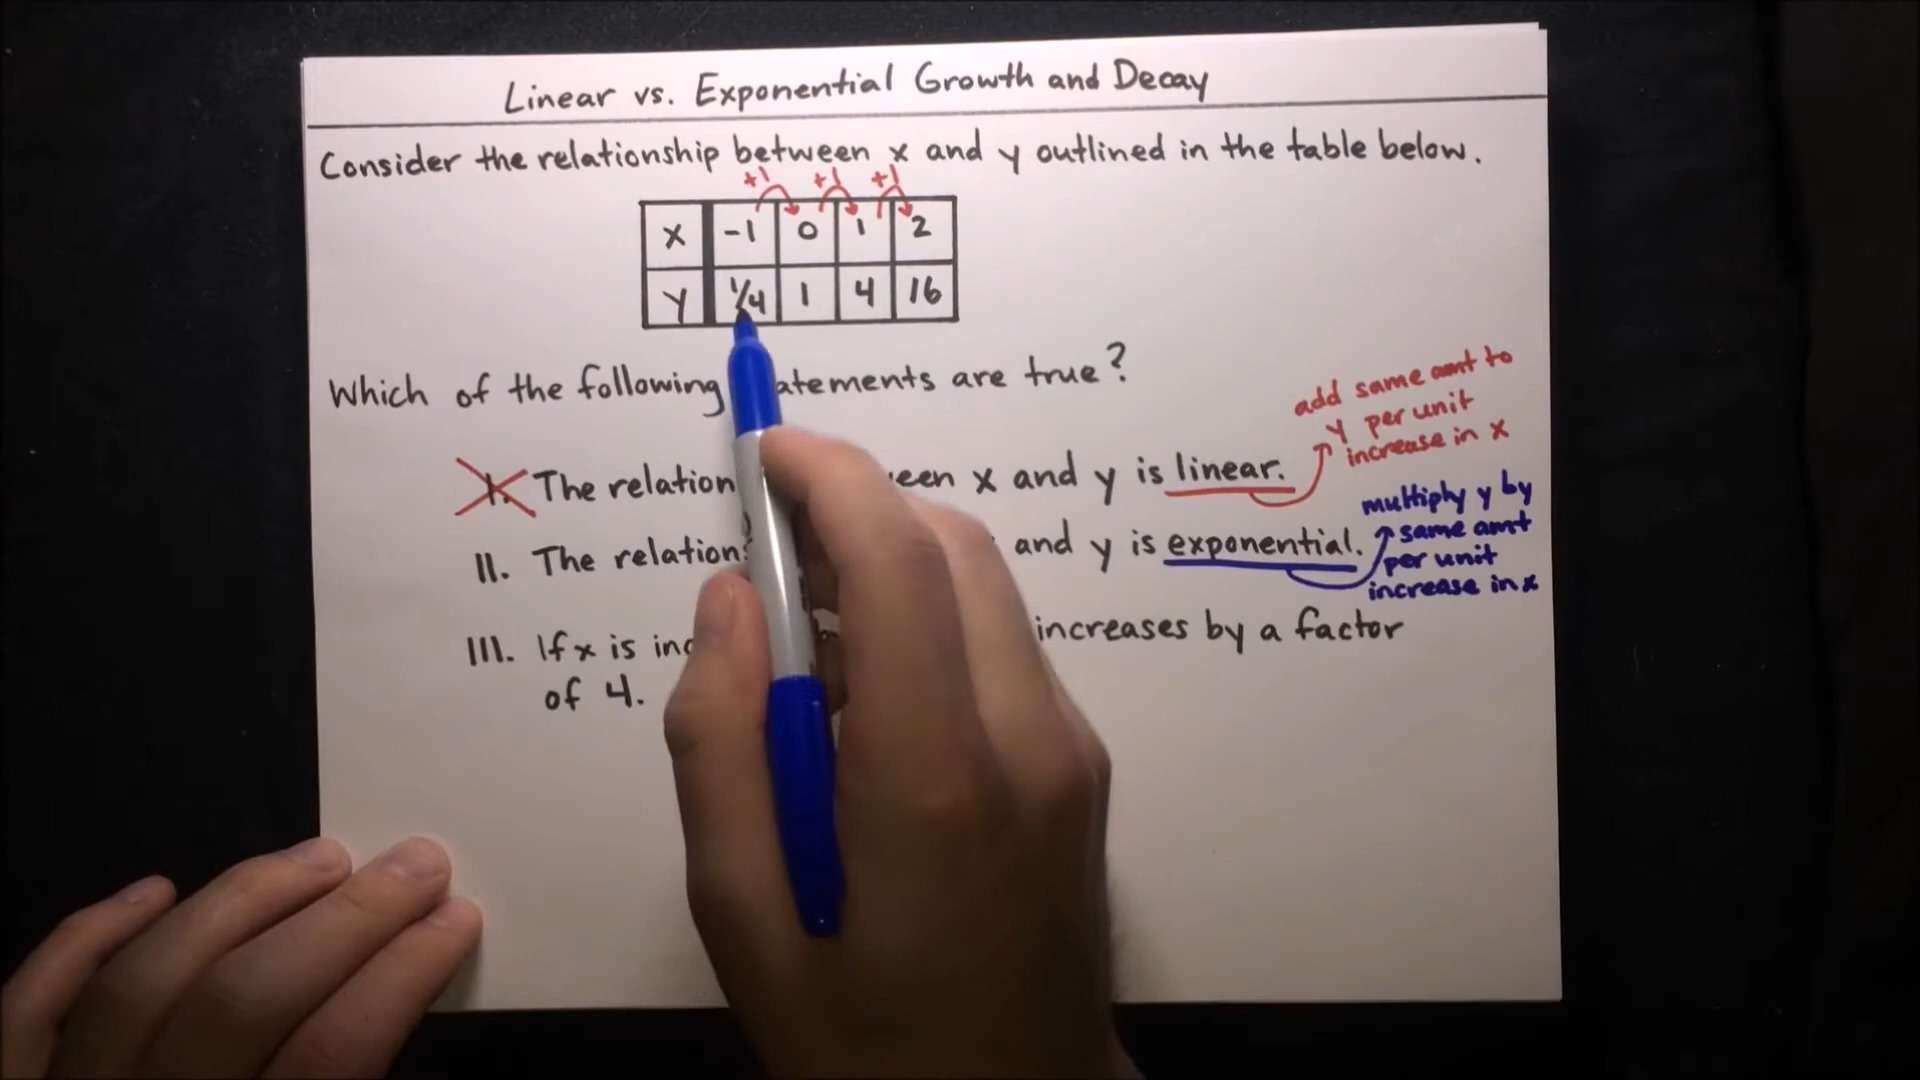 Linear vs. Exponential Growth and Decay
Consider the relationship between x and y outlined in the table below.
+1 +1 +1
X -1 0 1 2
Y 1/4 1 4 16
Which of the following atements are true?
add same amt to
y per unit
increase in x
I. The relation een x and y is linear.
multiply y by
same amt
per unit
increase in x
II. The relation and y is exponential.
III. If x is inc increases by a factor
of 4.